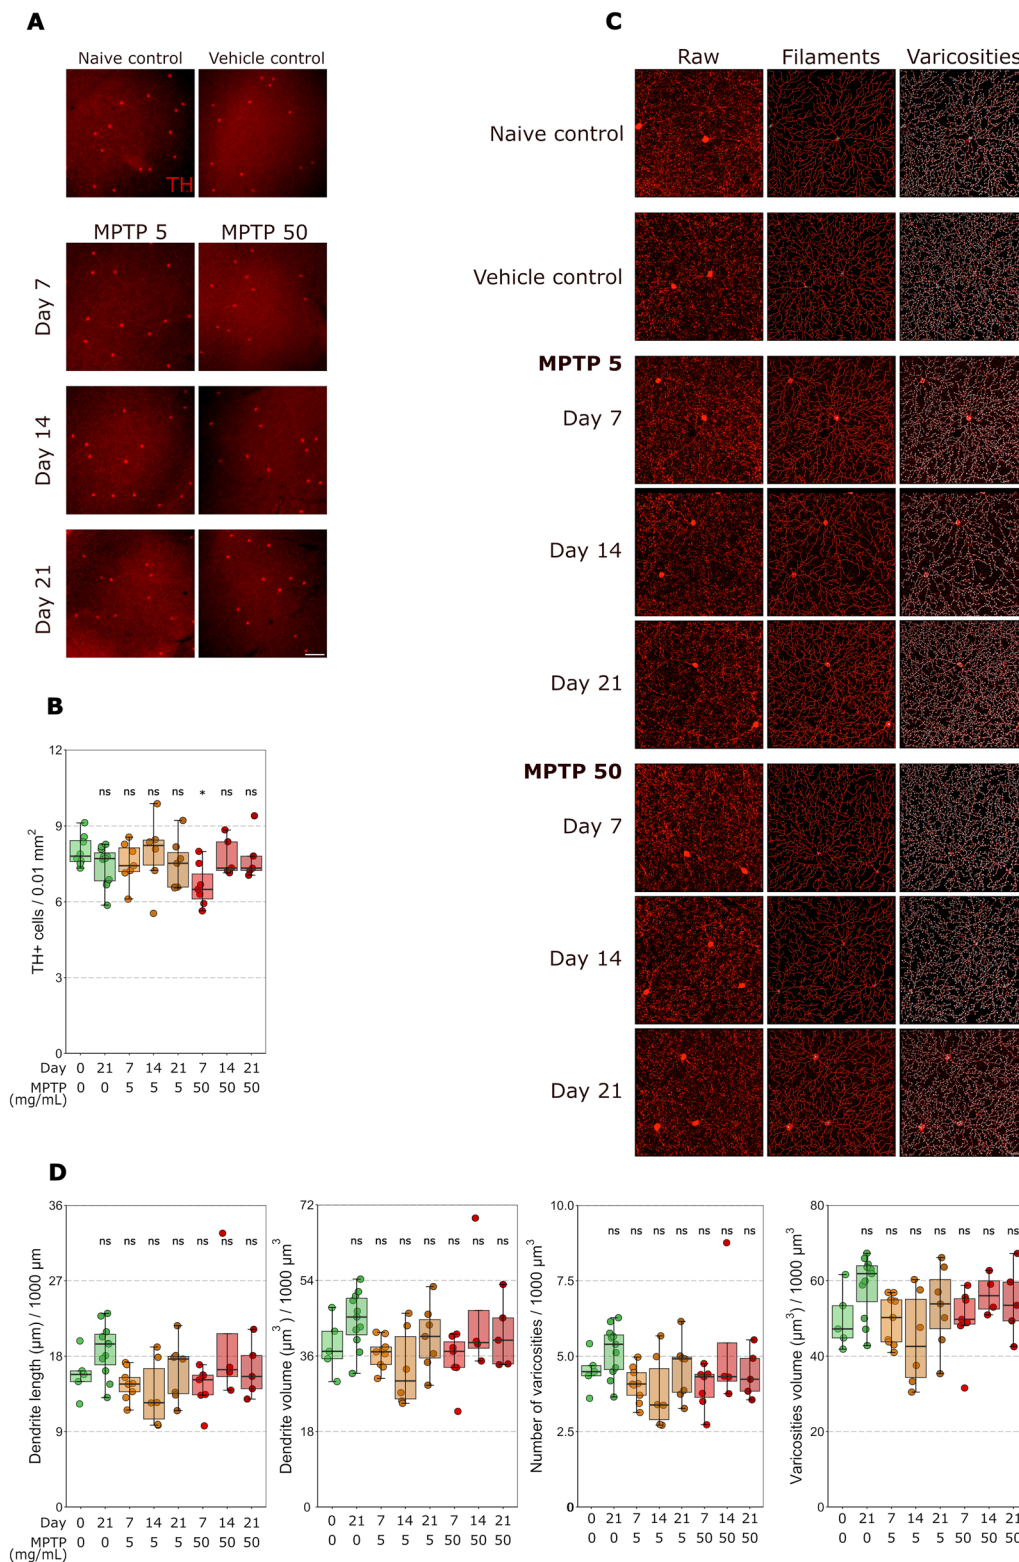 A
Naive control Vehicle control
TH
MPTP 5 MPTP 50
Day 7
Day 14
Day 21
B
TH+ cells / 0.01 mm²
12
9
6
3
0
ns ns ns ns * ns ns
Day 0 21 7 14 21 7 14 21
MPTP 0 0 5 5 5 50 50 50
(mg/mL)
C
Raw Filaments Varicosities
Naive control
Vehicle control
MPTP 5
Day 7
Day 14
Day 21
MPTP 50
Day 7
Day 14
Day 21
D
Dendrite length (µm) / 1000 µm³
36
27
18
9
0
ns ns ns ns ns ns ns
Day 0 21 7 14 21 7 14 21
MPTP 0 0 5 5 5 50 50 50
(mg/mL)
Dendrite volume (µm³) / 1000 µm³
72
54
36
18
0
ns ns ns ns ns ns ns
0 21 7 14 21 7 14 21
0 0 5 5 5 50 50 50
Number of varicosities / 1000 µm³
10.0
7.5
5.0
2.5
0
ns ns ns ns ns ns ns
0 21 7 14 21 7 14 21
0 0 5 5 5 50 50 50
Varicosities volume (µm³) / 1000 µm³
80
60
40
20
0
ns ns ns ns ns ns ns
0 21 7 14 21 7 14 21
0 0 5 5 5 50 50 50